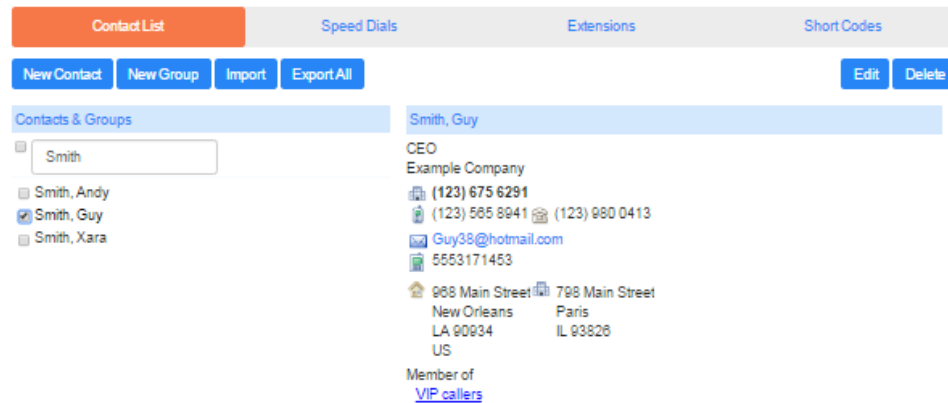 Contact List Speed Dials Extensions Short Codes
New Contact New Group Import Export All Edit Delete
Contacts & Groups
Smith
Smith, Andy
Smith, Guy
Smith, Xara
Smith, Guy
CEO
Example Company
(123) 675 6291
(123) 565 8941 (123) 980 0413
Guy38@hotmail.com
5553171453
968 Main Street 798 Main Street
New Orleans Paris
LA 90934 IL 93826
US
Member of
VIP callers